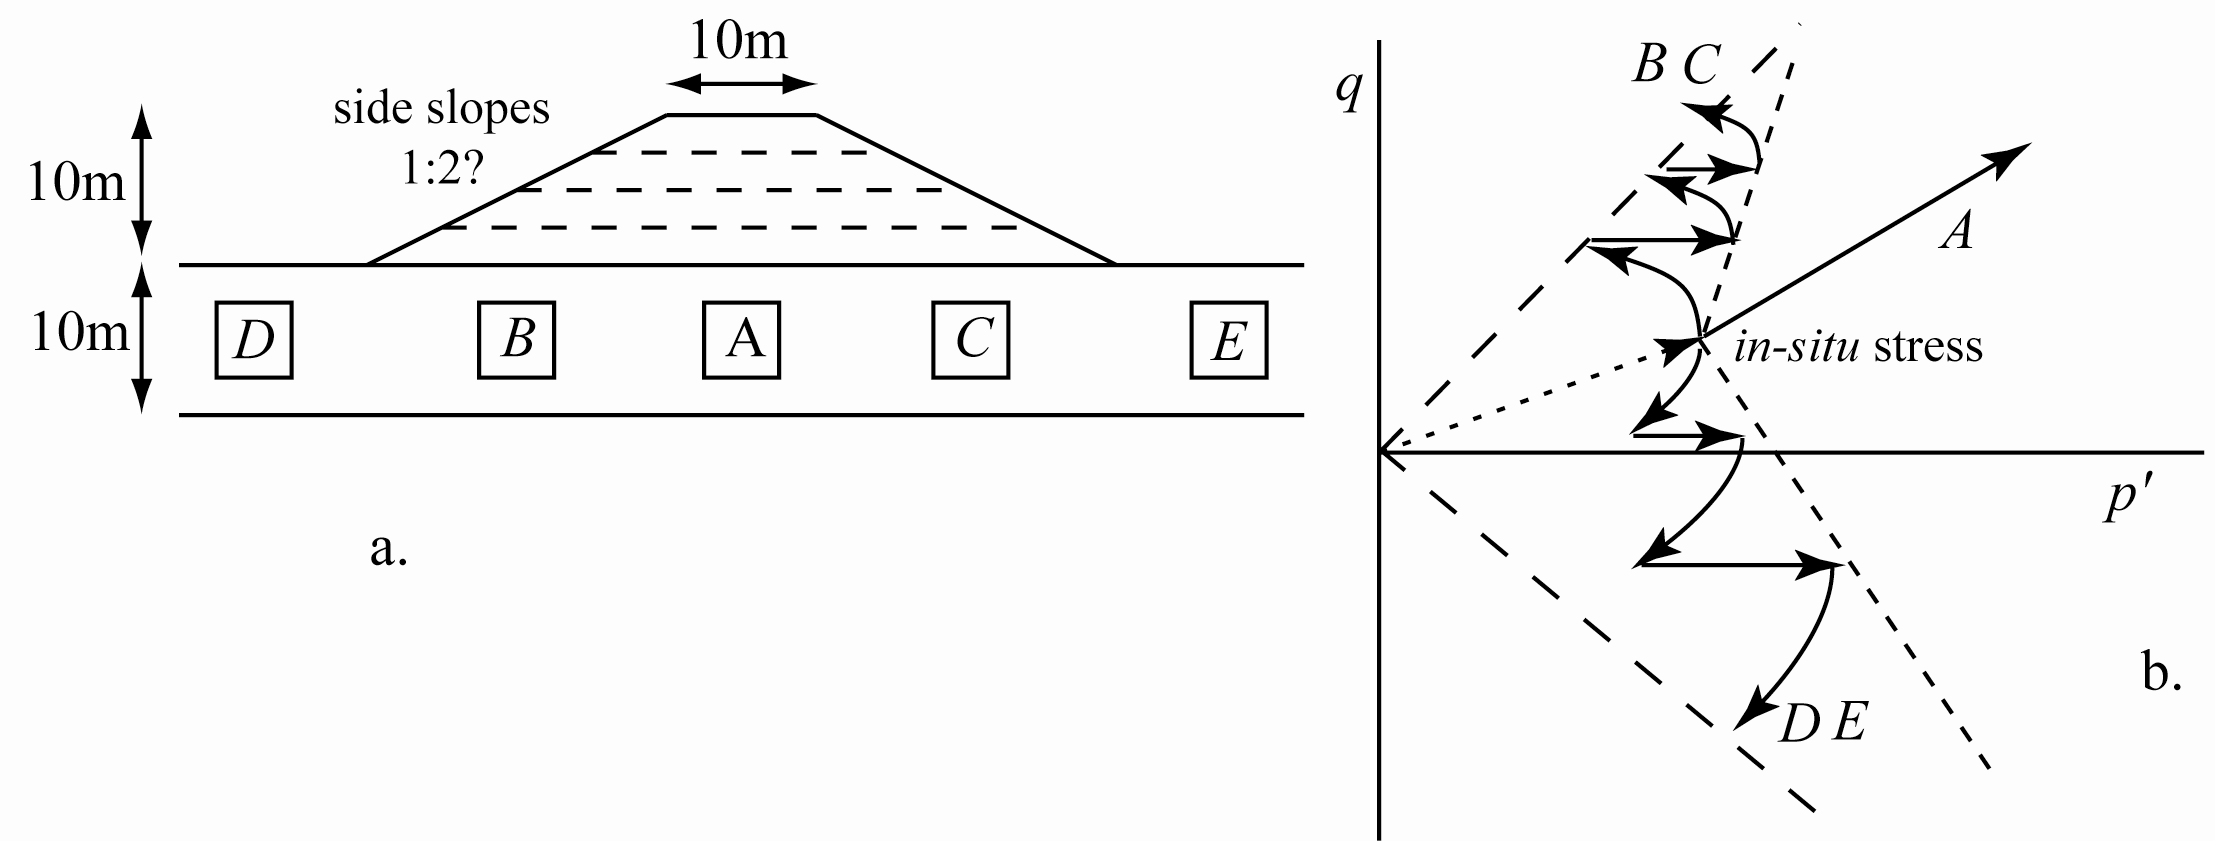 10m
side slopes
1:2?
10m
10m
D
B
A
C
E
a.
q
B C
A
in-situ stress
p'
D E
b.